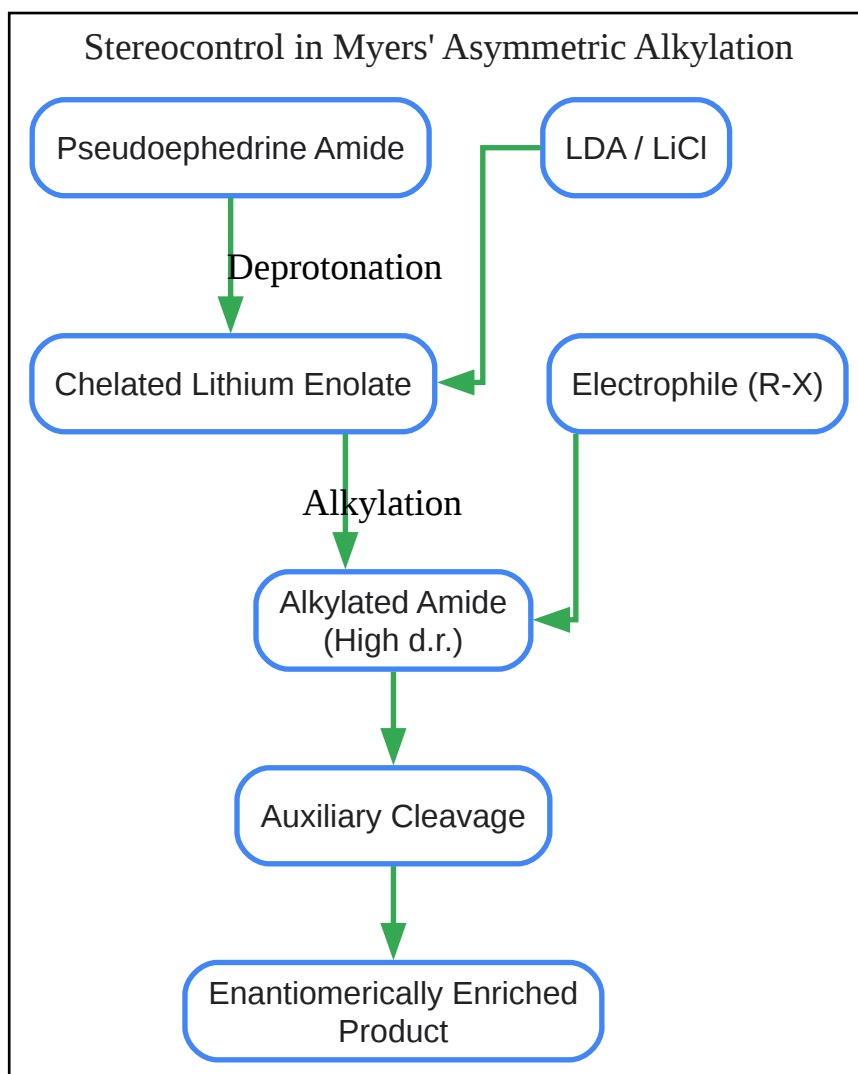 Stereocontrol in Myers' Asymmetric Alkylation
Pseudoephedrine Amide
LDA / LiCl
Deprotonation
Chelated Lithium Enolate
Electrophile (R-X)
Alkylation
Alkylated Amide
(High d.r.)
Auxiliary Cleavage
Enantiomerically Enriched
Product